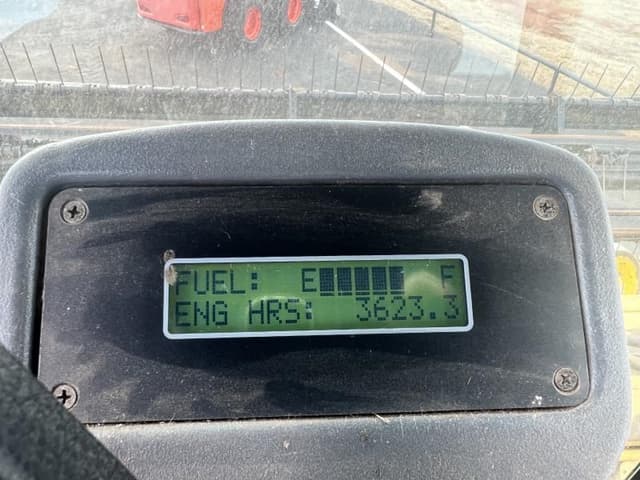 FUEL: E█████ F
ENG HRS: 3623.3